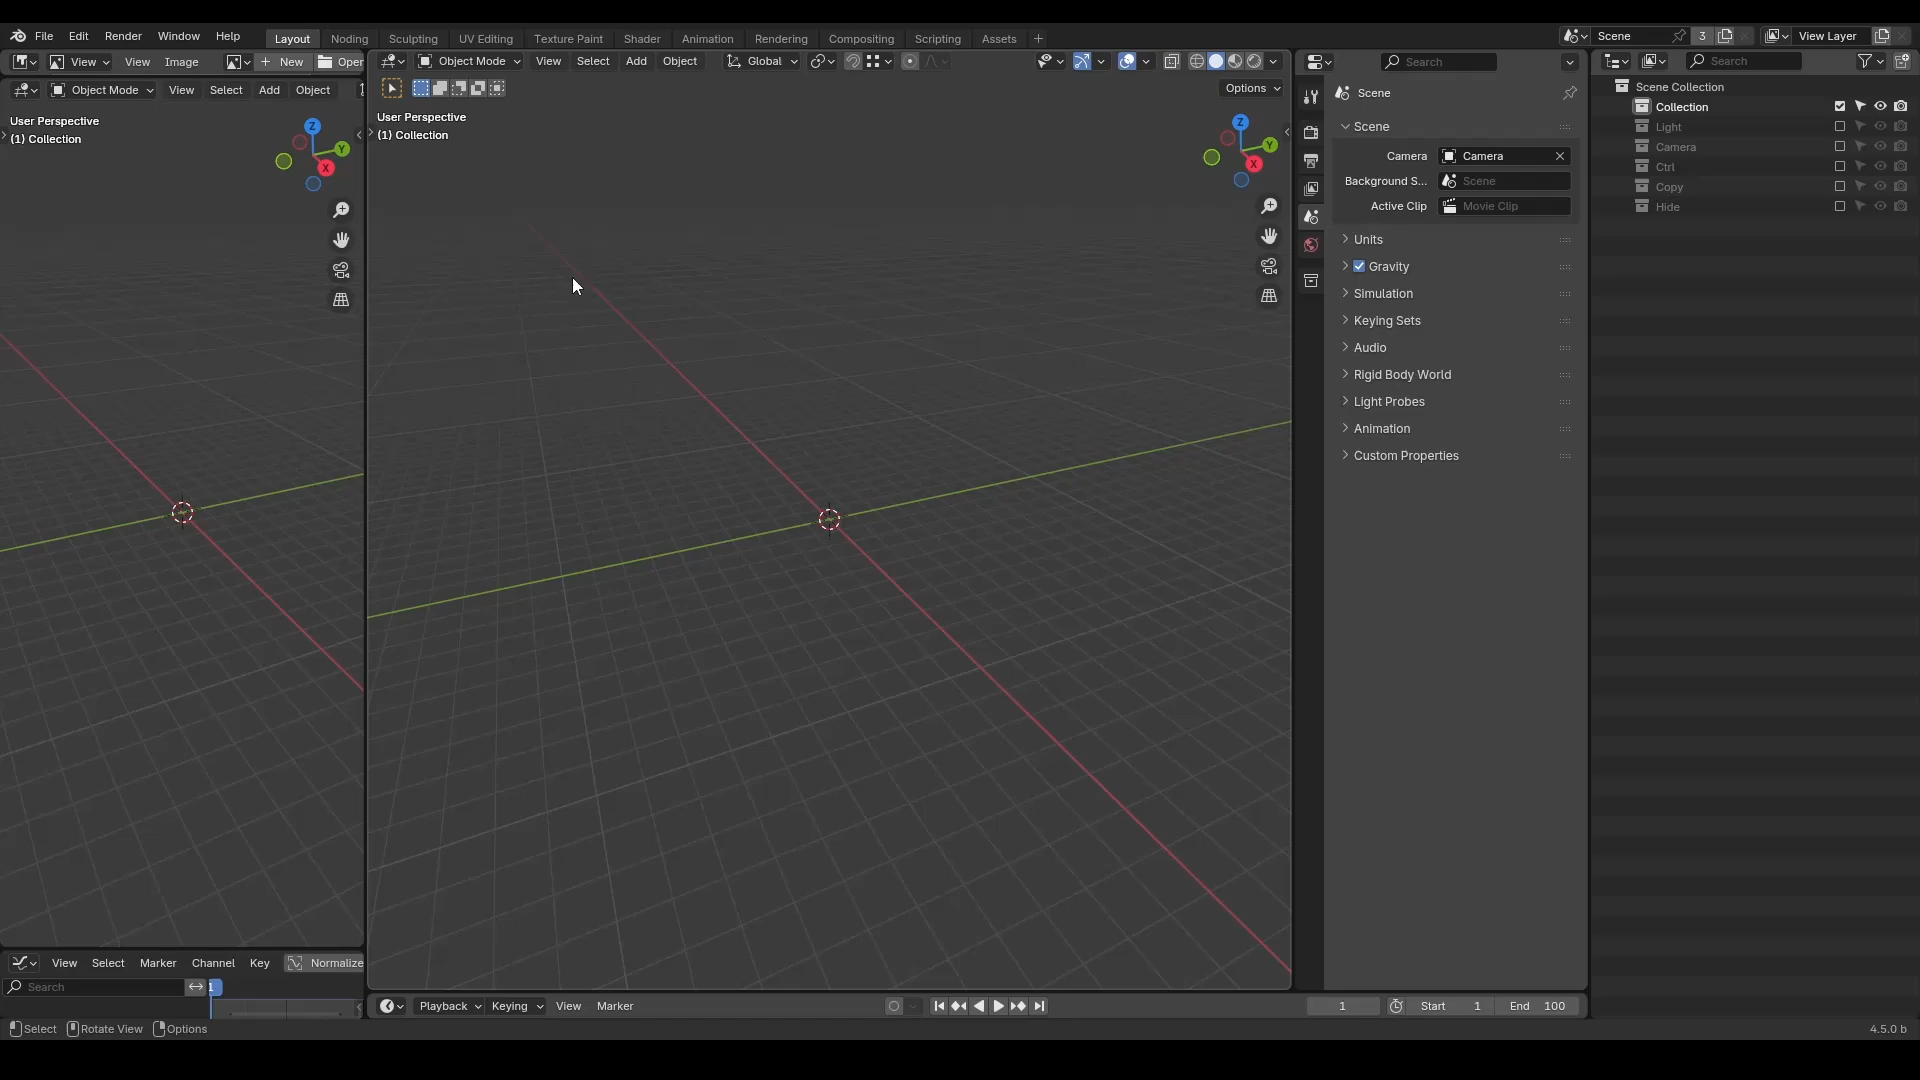 File Edit Render Window Help Layout Noding Sculpting UV Editing Texture Paint Shader Animation Rendering Compositing Scripting Assets + Scene 3 View Layer
View View Image + New Oper
Object Mode View Select Add Object Global
Search
Search
Object Mode View Select Add Object
Options
User Perspective
(1) Collection
Z
Y
X
User Perspective
(1) Collection
Z
Y
X
Scene
Scene
Camera Camera
Background S... Scene
Active Clip Movie Clip
Units
Gravity
Simulation
Keying Sets
Audio
Rigid Body World
Light Probes
Animation
Custom Properties
Scene Collection
Collection
Light
Camera
Ctrl
Copy
Hide
View Select Marker Channel Key Normalize
Search 1
Playback Keying View Marker 1 Start 1 End 100
Select Rotate View Options 4.5.0 b